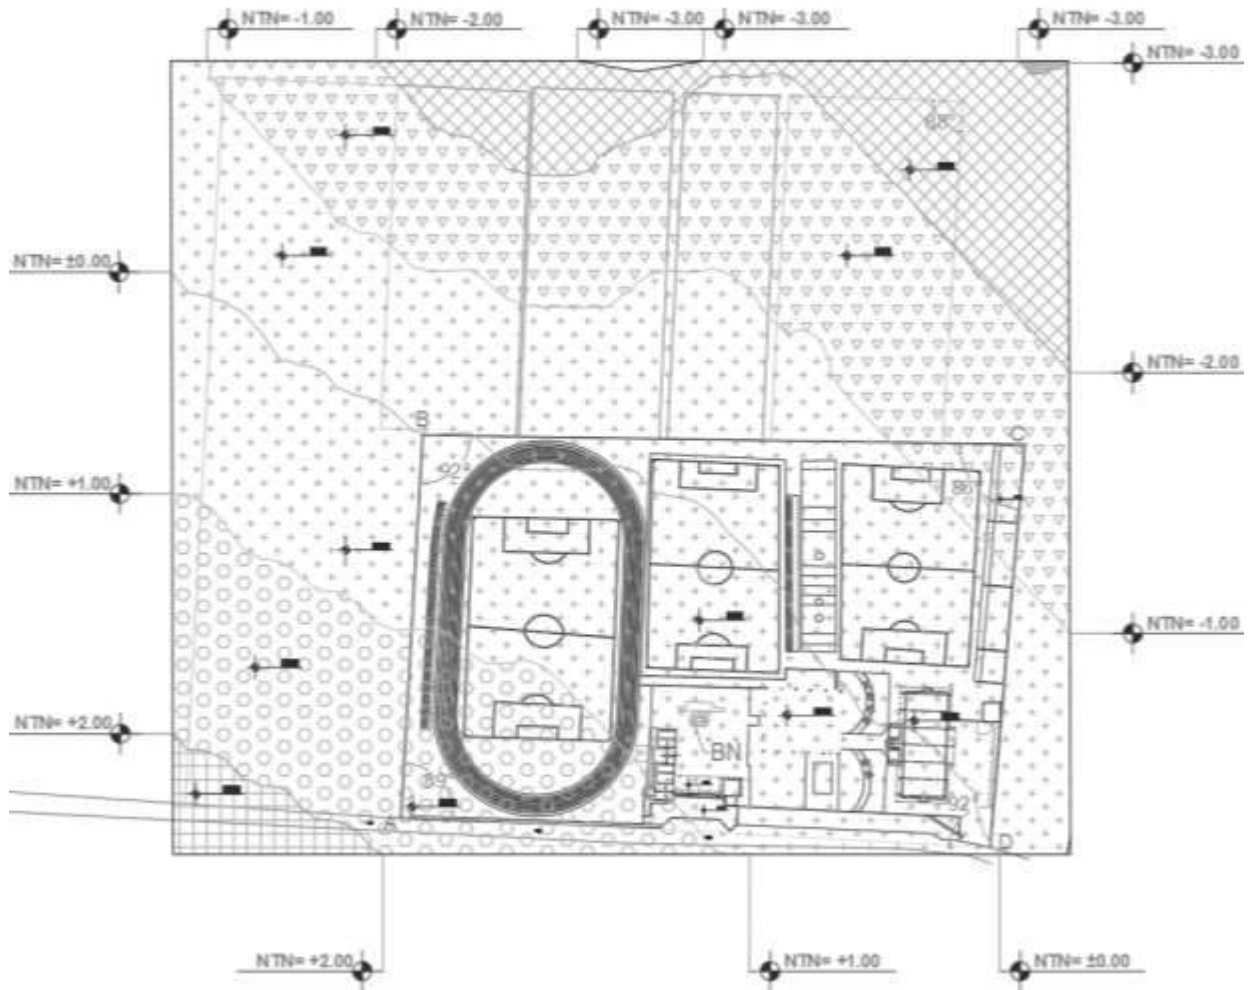 NTN= -1.00
NTN= -2.00
NTN= -3.00
NTN= -3.00
NTN= -3.00
NTN= -3.00
NTN= ±0.00
NTN= -2.00
B
C
92°
86°
NTN= +1.00
NTN= -1.00
NTN= +2.00
BN
89°
92°
A
D
NTN= +2.00
NTN= +1.00
NTN= ±0.00